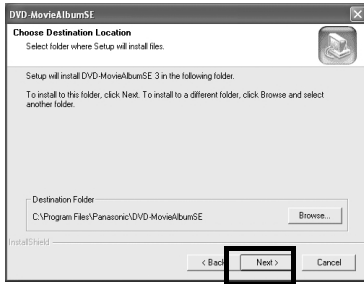 DVD-MovieAlbumSE
Choose Destination Location
Select folder where Setup will install files.
Setup will install DVD-MovieAlbumSE 3 in the following folder.
To install to this folder, click Next. To install to a different folder, click Browse and select
another folder.
Destination Folder
C:\Program Files\Panasonic\DVD-MovieAlbumSE
Browse...
InstallShield
< Back
Next >
Cancel